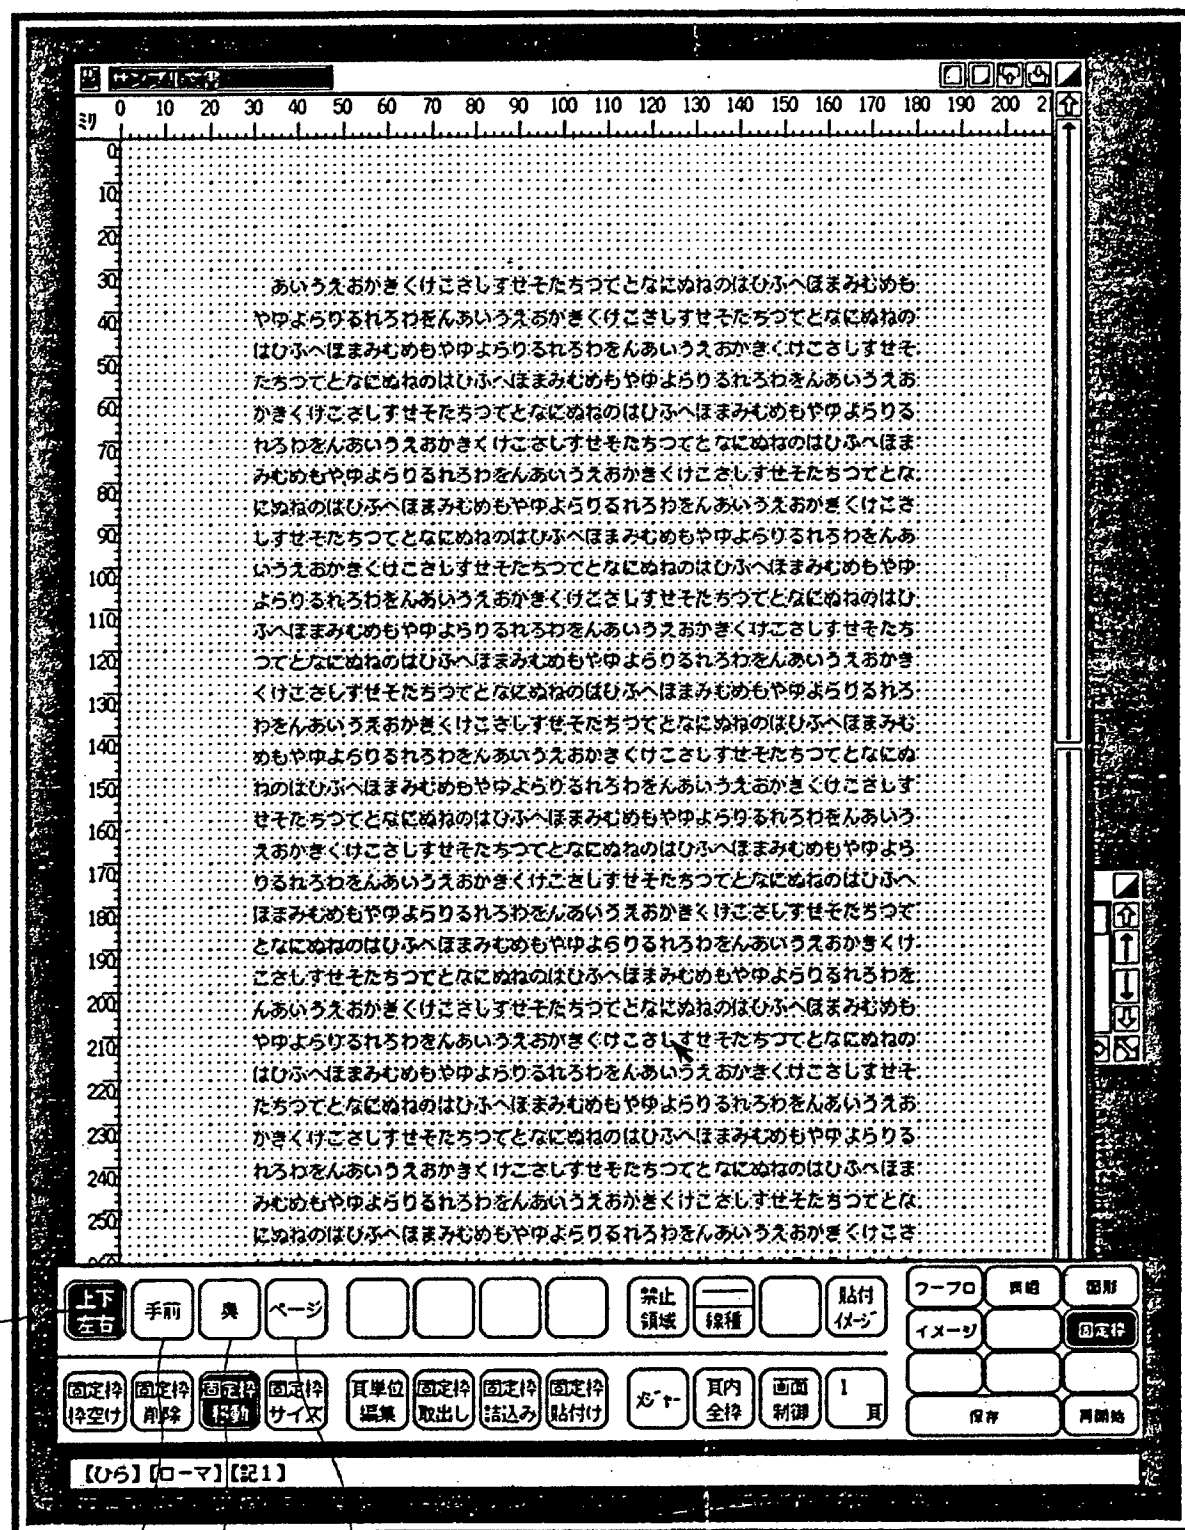 サンプル文書
ミリ 0 10 20 30 40 50 60 70 80 90 100 110 120 130 140 150 160 170 180 190 200 2
0
10
20
30
あいうえおかきくけこさしすせそたちつてとなにぬねのはひふへほまみむめも
40
やゆよらりるれろわをんあいうえおかきくけこさしすせそたちつてとなにぬねの
はひふへほまみむめもやゆよらりるれろわをんあいうえおかきくけこさしすせそ
50
たちつてとなにぬねのはひふへほまみむめもやゆよらりるれろわをんあいうえお
60
かきくけこさしすせそたちつてとなにぬねのはひふへほまみむめもやゆよらりる
70
れろわをんあいうえおかきくけこさしすせそたちつてとなにぬねのはひふへほま
みむめもやゆよらりるれろわをんあいうえおかきくけこさしすせそたちつてとな
80
にぬねのはひふへほまみむめもやゆよらりるれろわをんあいうえおかきくけこさ
90
しすせそたちつてとなにぬねのはひふへほまみむめもやゆよらりるれろわをんあ
100
いうえおかきくけこさしすせそたちつてとなにぬねのはひふへほまみむめもやゆ
よらりるれろわをんあいうえおかきくけこさしすせそたちつてとなにぬねのはひ
110
ふへほまみむめもやゆよらりるれろわをんあいうえおかきくけこさしすせそたち
120
つてとなにぬねのはひふへほまみむめもやゆよらりるれろわをんあいうえおかき
130
くけこさしすせそたちつてとなにぬねのはひふへほまみむめもやゆよらりるれろ
わをんあいうえおかきくけこさしすせそたちつてとなにぬねのはひふへほまみむ
140
めもやゆよらりるれろわをんあいうえおかきくけこさしすせそたちつてとなにぬ
150
ねのはひふへほまみむめもやゆよらりるれろわをんあいうえおかきくけこさしす
160
せそたちつてとなにぬねのはひふへほまみむめもやゆよらりるれろわをんあいう
えおかきくけこさしすせそたちつてとなにぬねのはひふへほまみむめもやゆよら
170
りるれろわをんあいうえおかきくけこさしすせそたちつてとなにぬねのはひふへ
180
ほまみむめもやゆよらりるれろわをんあいうえおかきくけこさしすせそたちつて
190
となにぬねのはひふへほまみむめもやゆよらりるれろわをんあいうえおかきくけ
こさしすせそたちつてとなにぬねのはひふへほまみむめもやゆよらりるれろわを
200
んあいうえおかきくけこさしすせそたちつてとなにぬねのはひふへほまみむめも
210
やゆよらりるれろわをんあいうえおかきくけこさしすせそたちつてとなにぬねの
220
はひふへほまみむめもやゆよらりるれろわをんあいうえおかきくけこさしすせそ
たちつてとなにぬねのはひふへほまみむめもやゆよらりるれろわをんあいうえお
230
かきくけこさしすせそたちつてとなにぬねのはひふへほまみむめもやゆよらりる
240
れろわをんあいうえおかきくけこさしすせそたちつてとなにぬねのはひふへほま
みむめもやゆよらりるれろわをんあいうえおかきくけこさしすせそたちつてとな
250
にぬねのはひふへほまみむめもやゆよらりるれろわをんあいうえおかきくけこさ
260
上下 左右
手前
奥
ページ
禁止 領域
線種
貼付 イメージ
ワープロ
表組
図形
イメージ
固定枠
固定枠 枠空け
固定枠 削除
固定枠 移動
固定枠 サイズ
頁単位 編集
固定枠 取出し
固定枠 詰込み
固定枠 貼付け
メジャー
頁内 全枠
画面 制御
1 頁
保存
再開始
【ひら】【ローマ】【記1】